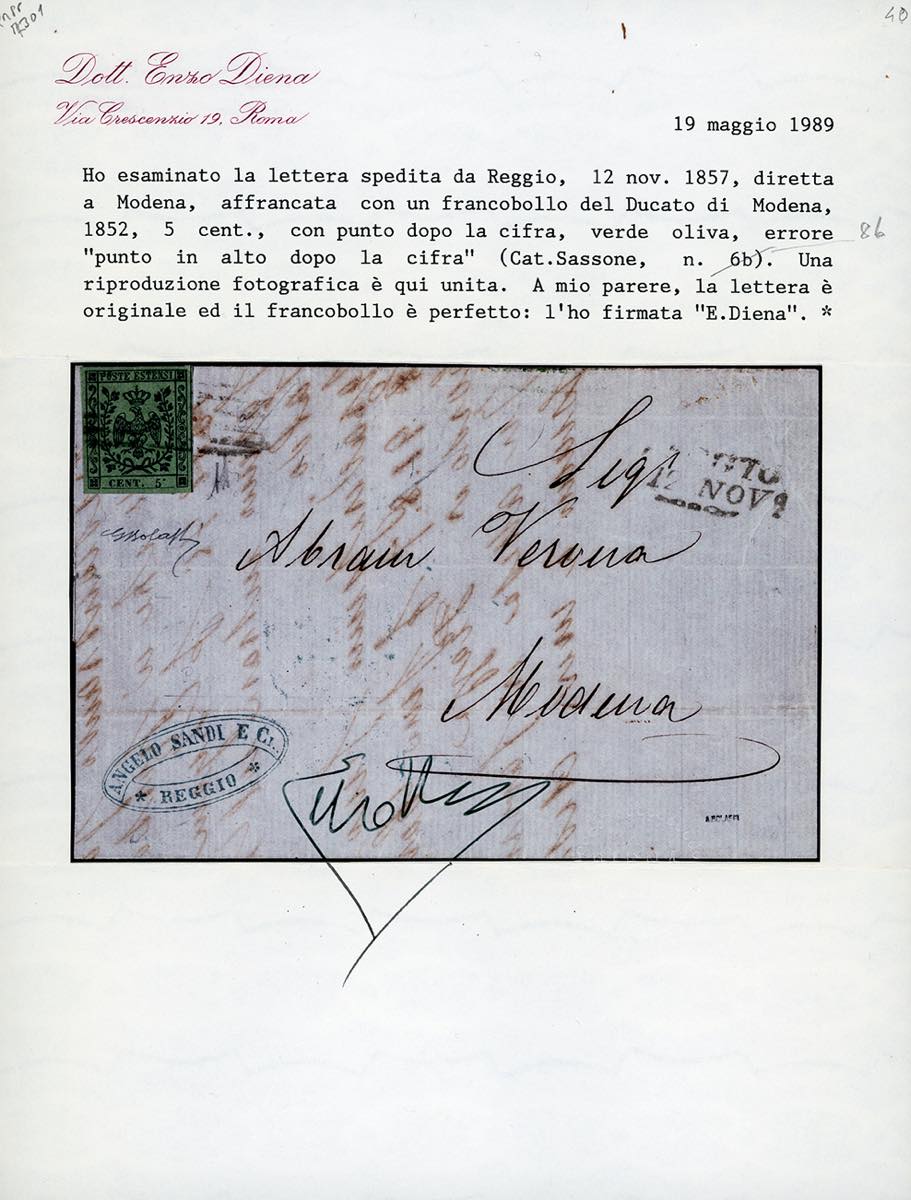 40
Dott. Enzo Diena
Via Crescenzio 19, Roma
19 maggio 1989
Ho esaminato la lettera spedita da Reggio, 12 nov. 1857, diretta
a Modena, affrancata con un francobollo del Ducato di Modena,
1852, 5 cent., con punto dopo la cifra, verde oliva, errore
8b
"punto in alto dopo la cifra" (Cat.Sassone, n. 6b). Una
riproduzione fotografica è qui unita. A mio parere, la lettera è
originale ed il francobollo è perfetto: l'ho firmata "E.Diena". *
POSTE ESTENSI
CENT. 5·
Sigr
12 NOV
Abram Verona
Modena
ANGELO SANDI E C.
* REGGIO *